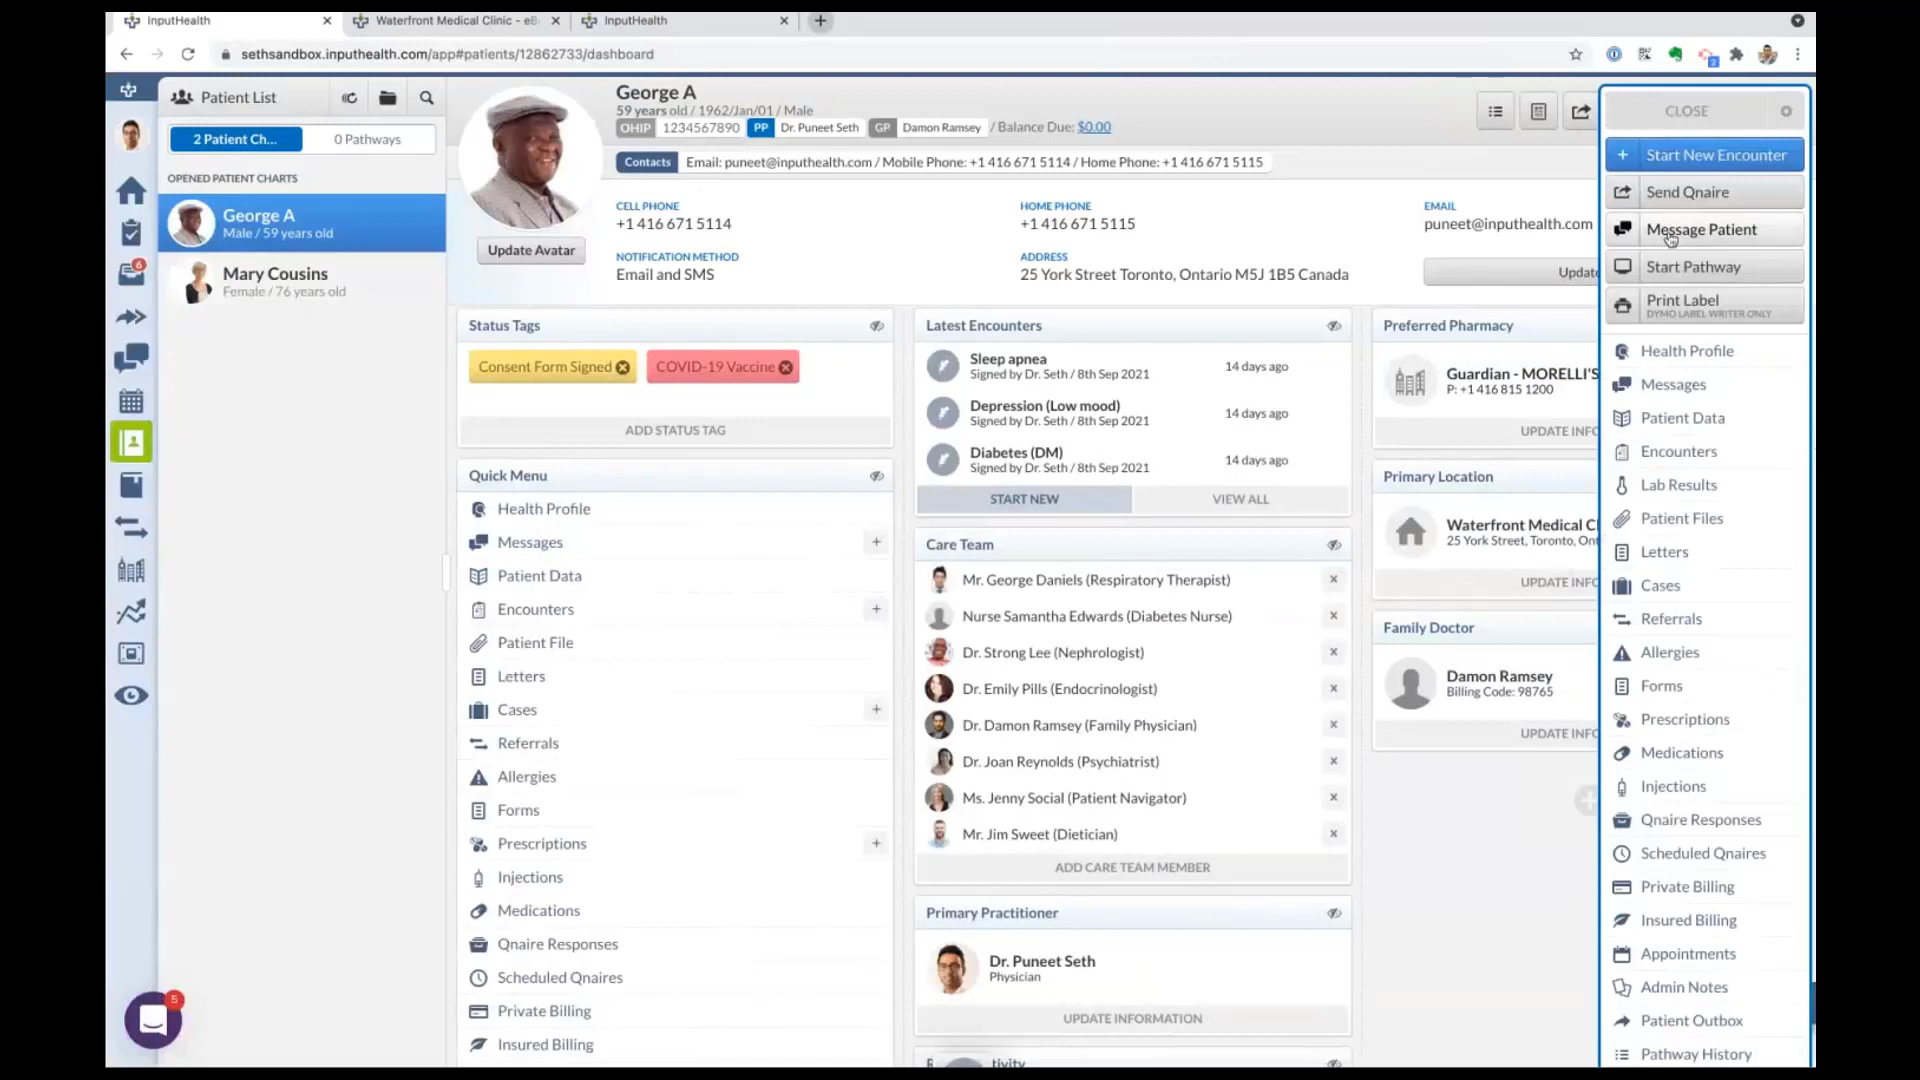 InputHealth
Waterfront Medical Clinic - eB
InputHealth
sethsandbox.inputhealth.com/app#patients/12862733/dashboard
2
Patient List
2 Patient Ch...
0 Pathways
OPENED PATIENT CHARTS
George A
Male / 59 years old
Mary Cousins
Female / 76 years old
6
5
George A
59 years old / 1962/Jan/01 / Male
OHIP 1234567890 PP Dr. Puneet Seth GP Damon Ramsey / Balance Due: $0.00
Contacts Email: puneet@inputhealth.com / Mobile Phone: +1 416 671 5114 / Home Phone: +1 416 671 5115
Update Avatar
CELL PHONE
+1 416 671 5114
HOME PHONE
+1 416 671 5115
EMAIL
puneet@inputhealth.com
NOTIFICATION METHOD
Email and SMS
ADDRESS
25 York Street Toronto, Ontario M5J 1B5 Canada
Update
Status Tags
Consent Form Signed
COVID-19 Vaccine
ADD STATUS TAG
Quick Menu
Health Profile
Messages
Patient Data
Encounters
Patient File
Letters
Cases
Referrals
Allergies
Forms
Prescriptions
Injections
Medications
Qnaire Responses
Scheduled Qnaires
Private Billing
Insured Billing
Latest Encounters
Sleep apnea
Signed by Dr. Seth / 8th Sep 2021
14 days ago
Depression (Low mood)
Signed by Dr. Seth / 8th Sep 2021
14 days ago
Diabetes (DM)
Signed by Dr. Seth / 8th Sep 2021
14 days ago
START NEW
VIEW ALL
Care Team
Mr. George Daniels (Respiratory Therapist)
Nurse Samantha Edwards (Diabetes Nurse)
Dr. Strong Lee (Nephrologist)
Dr. Emily Pills (Endocrinologist)
Dr. Damon Ramsey (Family Physician)
Dr. Joan Reynolds (Psychiatrist)
Ms. Jenny Social (Patient Navigator)
Mr. Jim Sweet (Dietician)
ADD CARE TEAM MEMBER
Primary Practitioner
Dr. Puneet Seth
Physician
UPDATE INFORMATION
Preferred Pharmacy
Guardian - MORELLI'S
P: +1 416 815 1200
UPDATE INFO
Primary Location
Waterfront Medical Cl
25 York Street, Toronto, Ont
UPDATE INFO
Family Doctor
Damon Ramsey
Billing Code: 98765
UPDATE INFO
CLOSE
Start New Encounter
Send Qnaire
Message Patient
Start Pathway
Print Label
DYMO LABEL WRITER ONLY
Health Profile
Messages
Patient Data
Encounters
Lab Results
Patient Files
Letters
Cases
Referrals
Allergies
Forms
Prescriptions
Medications
Injections
Qnaire Responses
Scheduled Qnaires
Private Billing
Insured Billing
Appointments
Admin Notes
Patient Outbox
Pathway History